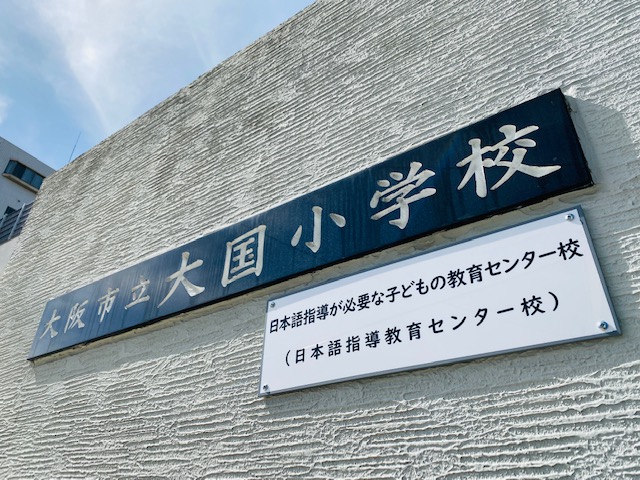 大阪市立大国小学校
日本語指導が必要な子どもの教育センター校
(日本語指導教育センター校)